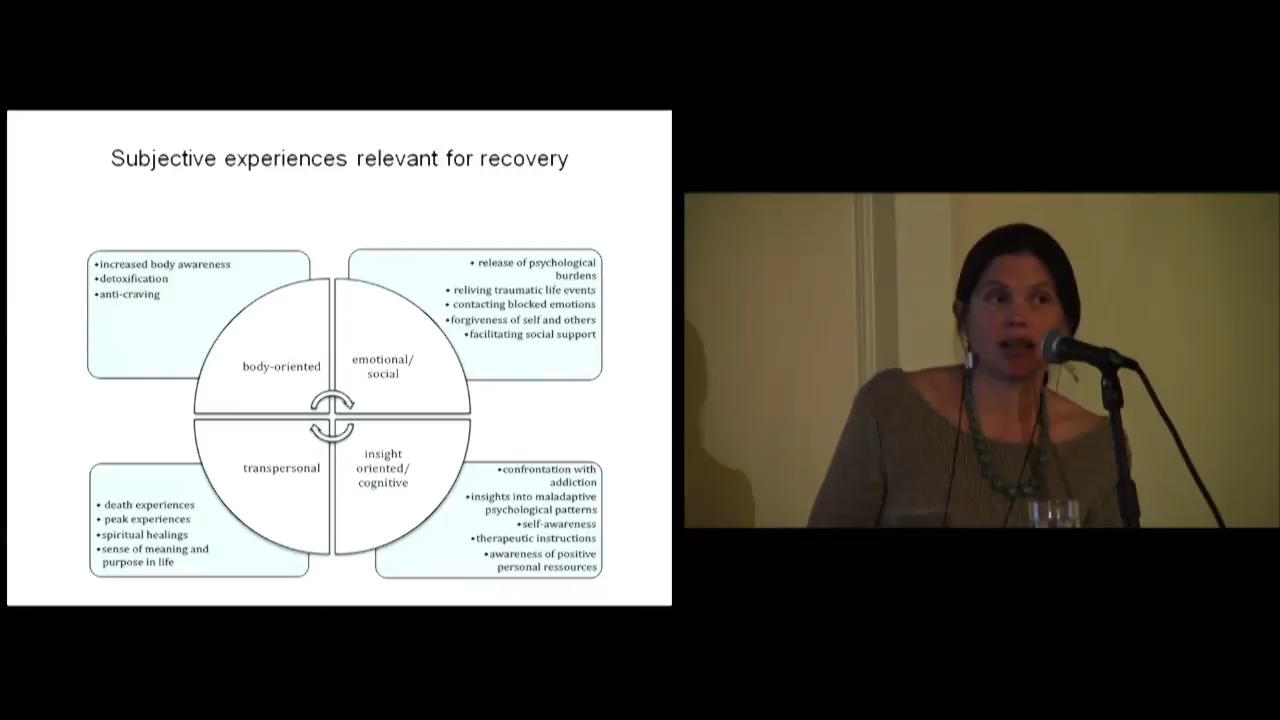 Subjective experiences relevant for recovery
•increased body awareness
•detoxification
•anti-craving
• release of psychological
burdens
• reliving traumatic life events
• contacting blocked emotions
•forgiveness of self and others
•facilitating social support
body-oriented
emotional/
social
transpersonal
insight
oriented/
cognitive
• death experiences
• peak experiences
•spiritual healings
•sense of meaning and
purpose in life
•confrontation with
addiction
•insights into maladaptive
psychological patterns
•self-awareness
•therapeutic instructions
•awareness of positive
personal ressources